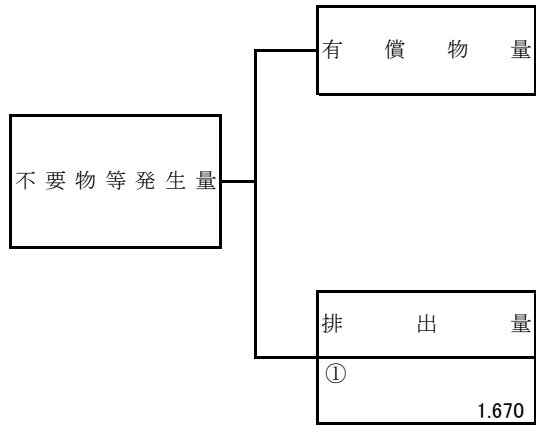 有償物量
不要物等発生量
排出量
①
1.670